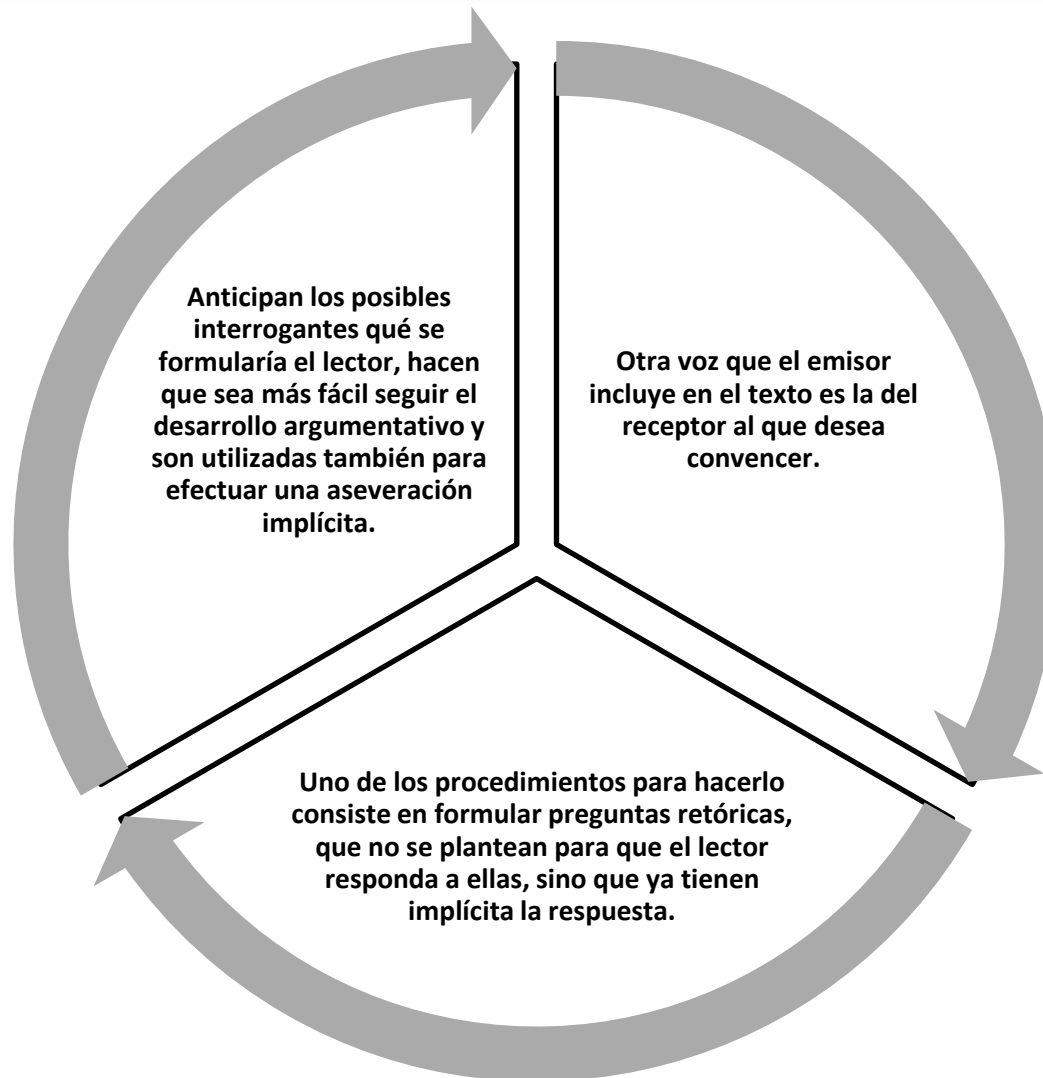 Anticipan los posibles
interrogantes qué se
formularía el lector, hacen
que sea más fácil seguir el
desarrollo argumentativo y
son utilizadas también para
efectuar una aseveración
implícita.
Otra voz que el emisor
incluye en el texto es la del
receptor al que desea
convencer.
Uno de los procedimientos para hacerlo
consiste en formular preguntas retóricas,
que no se plantean para que el lector
responda a ellas, sino que ya tienen
implícita la respuesta.